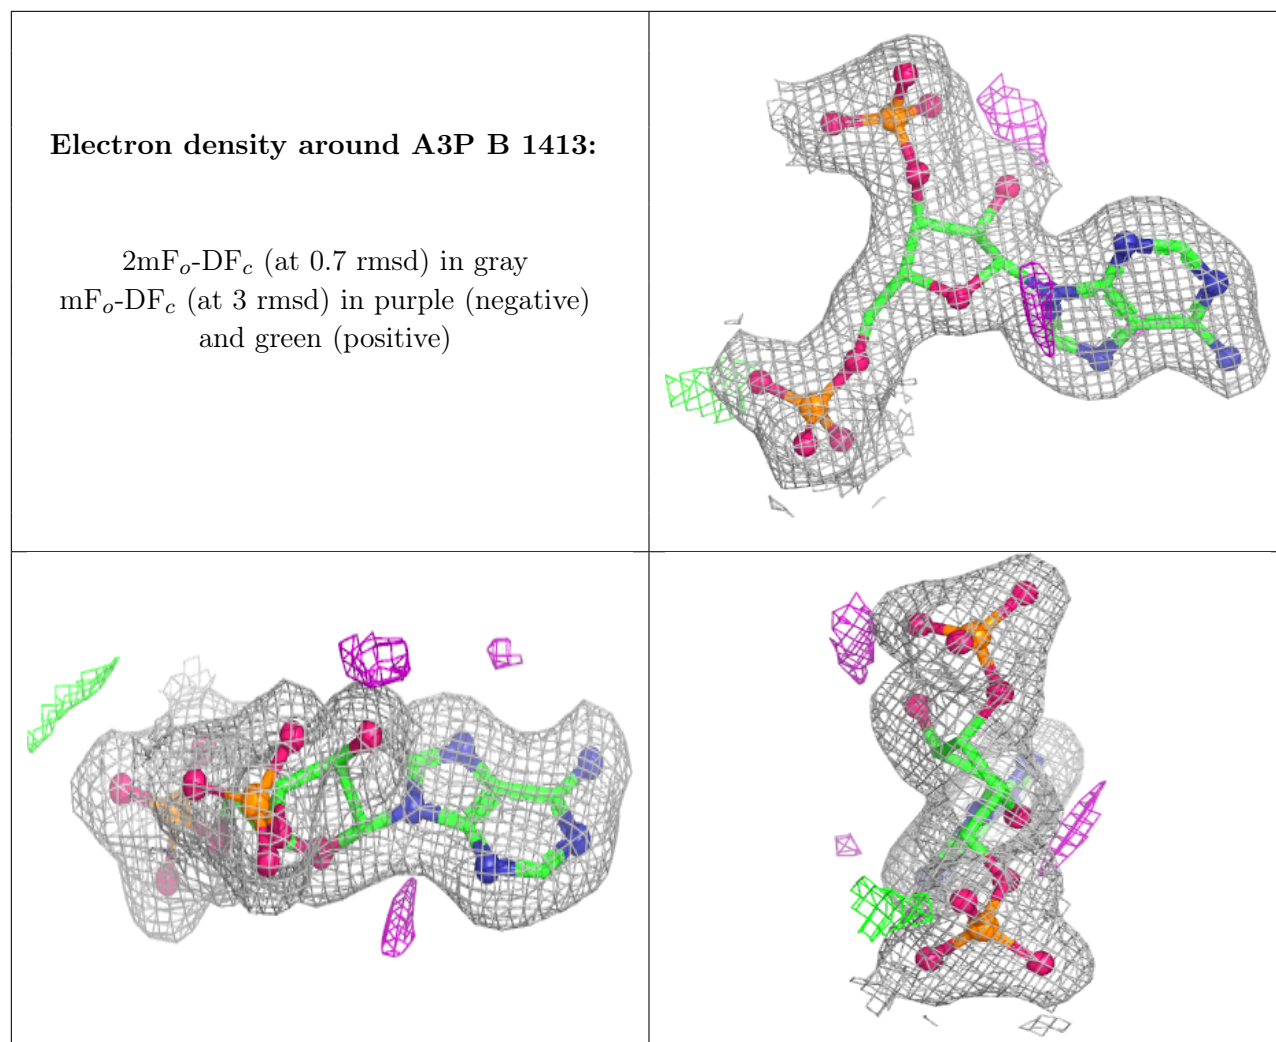 Electron density around A3P B 1413:
2mFo-DFc (at 0.7 rmsd) in gray
mFo-DFc (at 3 rmsd) in purple (negative)
and green (positive)